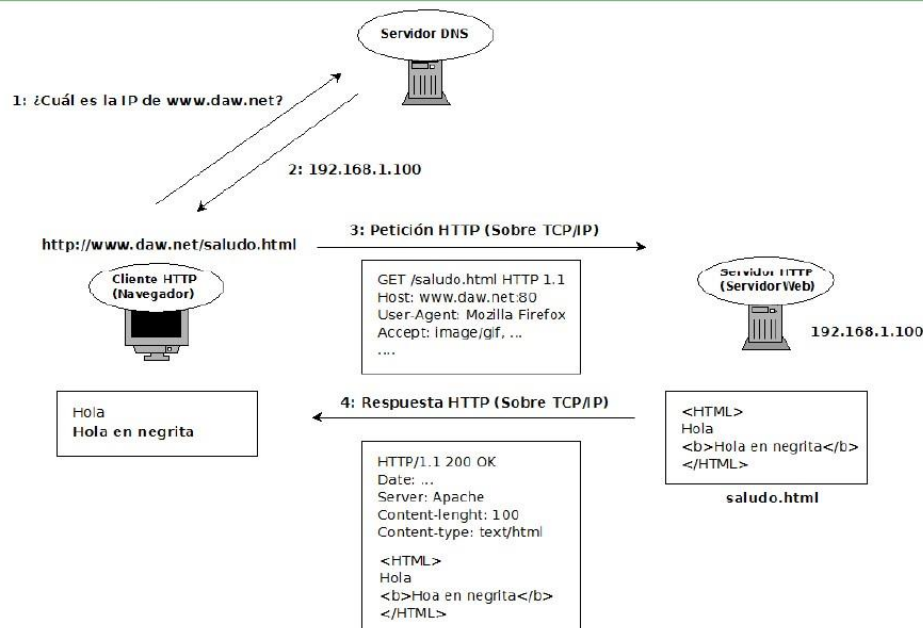 Servidor DNS
1: ¿Cuál es la IP de www.daw.net?
2: 192.168.1.100
http://www.daw.net/saludo.html
3: Petición HTTP (Sobre TCP/IP)
Cliente HTTP
(Navegador)
GET /saludo.html HTTP 1.1
Host: www.daw.net:80
User-Agent: Mozilla Firefox
Accept: image/gif, ...
....
Servidor HTTP
(Servidor Web)
192.168.1.100
4: Respuesta HTTP (Sobre TCP/IP)
Hola
Hola en negrita
HTTP/1.1 200 OK
Date: ...
Server: Apache
Content-lenght: 100
Content-type: text/html
<HTML>
Hola
<b>Hoa en negrita</b>
</HTML>
<HTML>
Hola
<b>Hola en negrita</b>
</HTML>
saludo.html